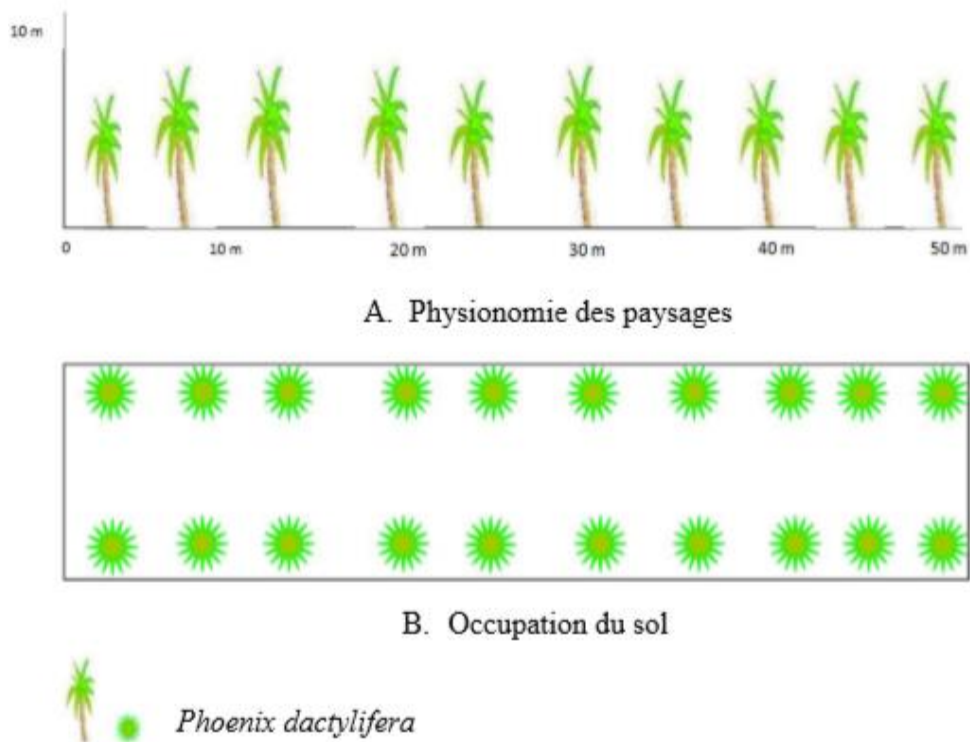 10 m
0 10 m 20 m 30 m 40 m 50 m
A. Physionomie des paysages
B. Occupation du sol
Phoenix dactylifera